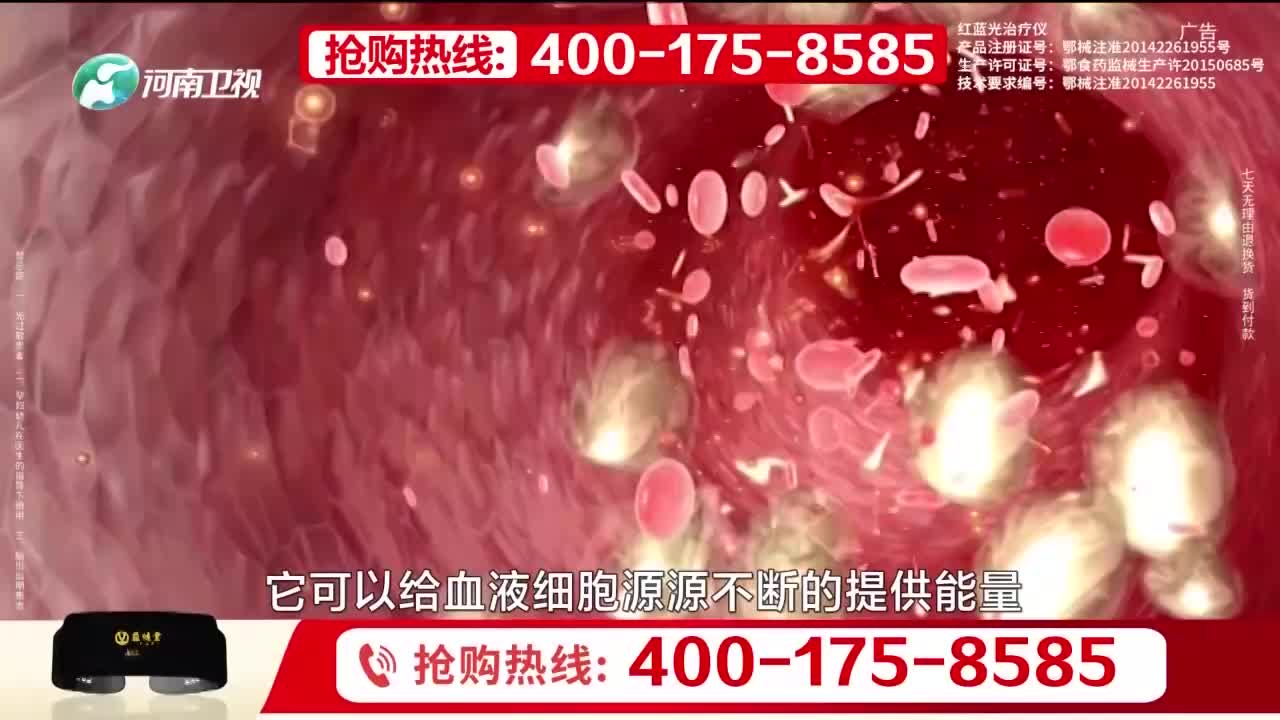 抢购热线: 400-175-8585
广告
红蓝光治疗仪
产品注册证号：鄂械注准20142261955号
生产许可证号：鄂食药监械生产许20150685号
技术要求编号：鄂械注准20142261955
河南卫视
七天无理由退换货 货到付款
它可以给血液细胞源源不断的提供能量
抢购热线: 400-175-8585